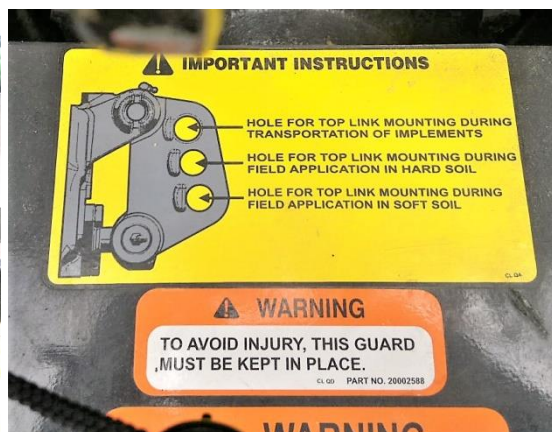 IMPORTANT INSTRUCTIONS
HOLE FOR TOP LINK MOUNTING DURING
TRANSPORTATION OF IMPLEMENTS
HOLE FOR TOP LINK MOUNTING DURING
FIELD APPLICATION IN HARD SOIL
HOLE FOR TOP LINK MOUNTING DURING
FIELD APPLICATION IN SOFT SOIL
CL QA
WARNING
TO AVOID INJURY, THIS GUARD
MUST BE KEPT IN PLACE.
CL QD PART NO. 20002588
WARNING